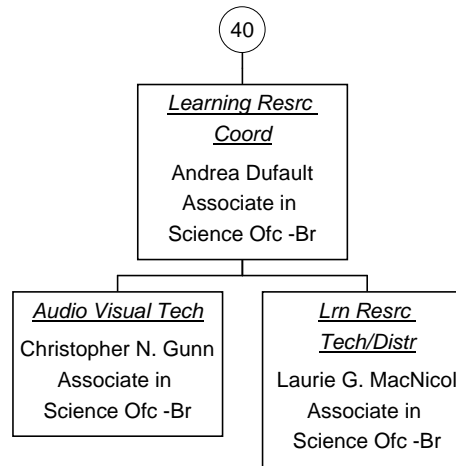 40
Learning Resrc
Coord
Andrea Dufault
Associate in
Science Ofc -Br
Audio Visual Tech
Christopher N. Gunn
Associate in
Science Ofc -Br
Lrn Resrc
Tech/Distr
Laurie G. MacNicol
Associate in
Science Ofc -Br